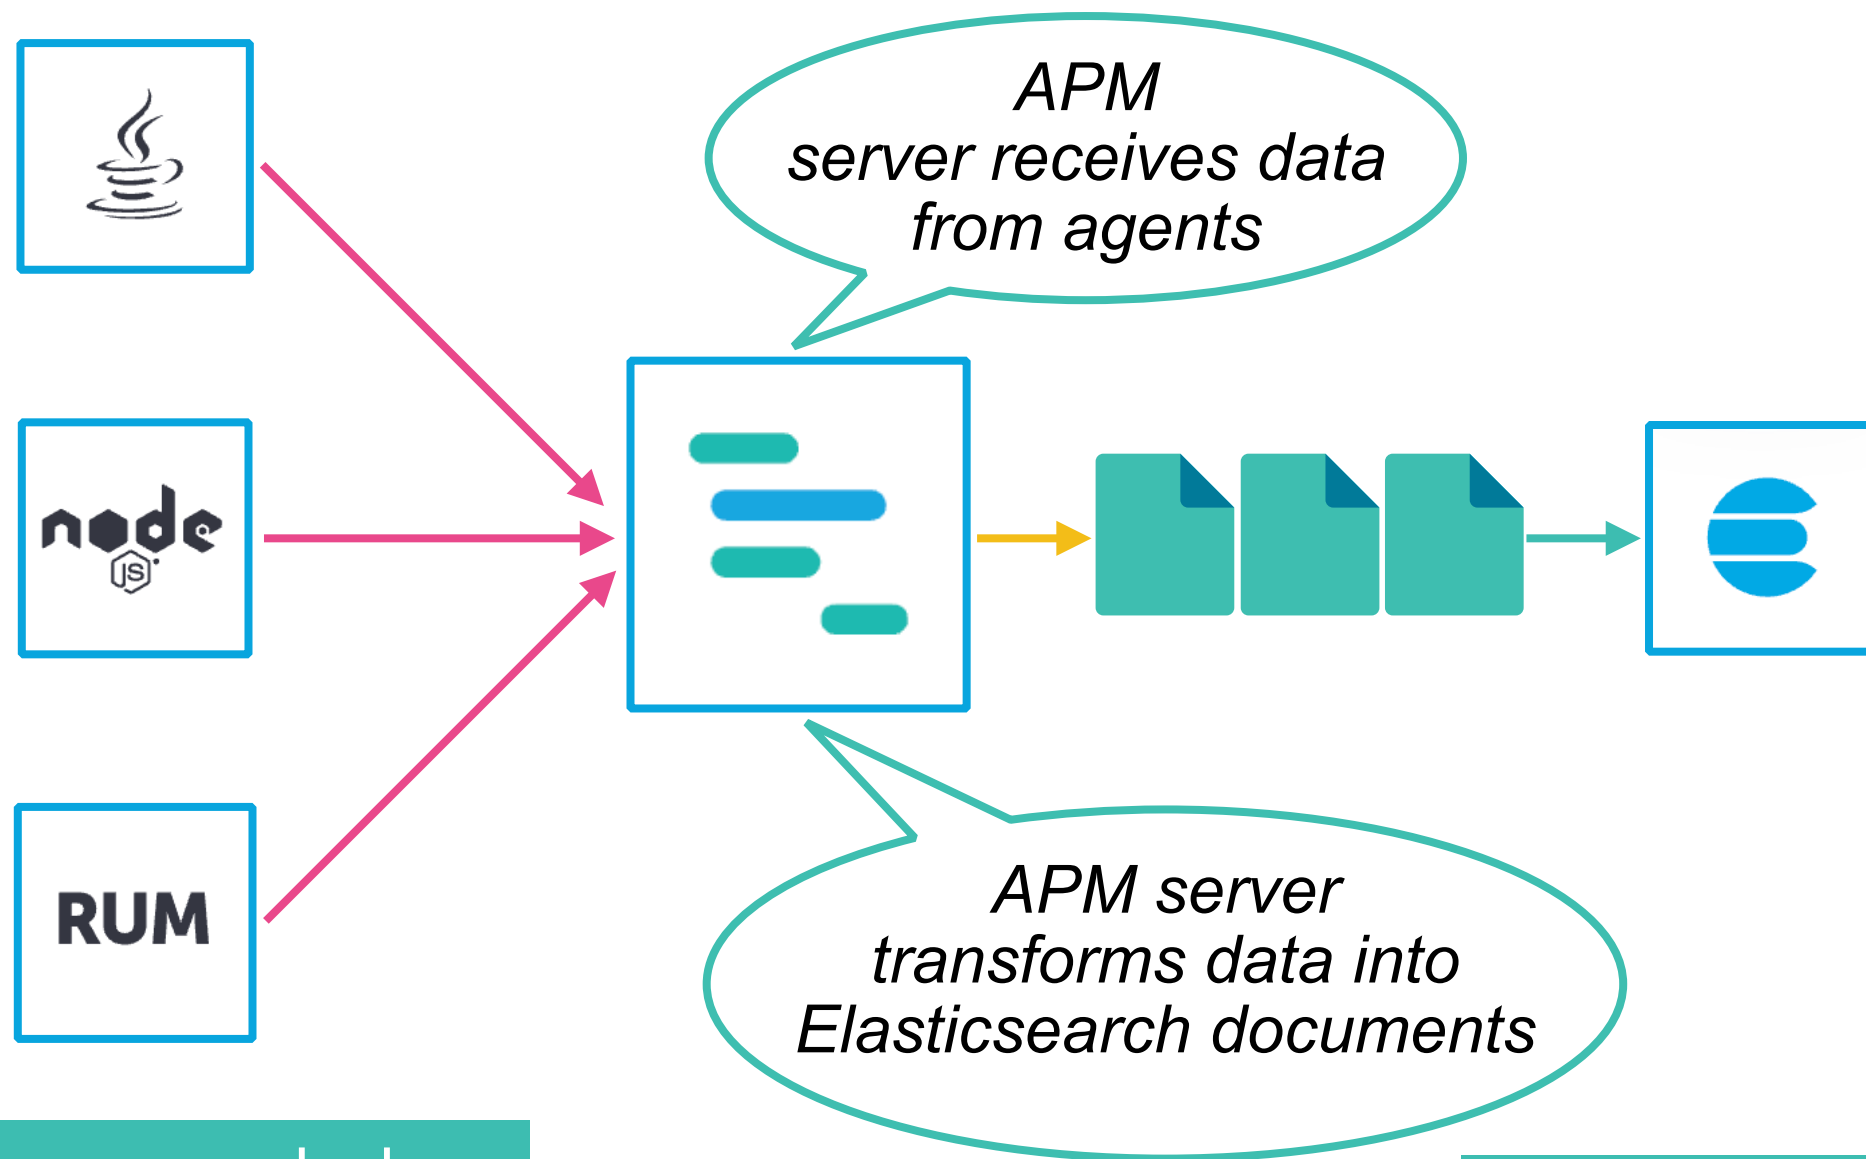 APM
server receives data
from agents
node
JS
RUM
APM server
transforms data into
Elasticsearch documents